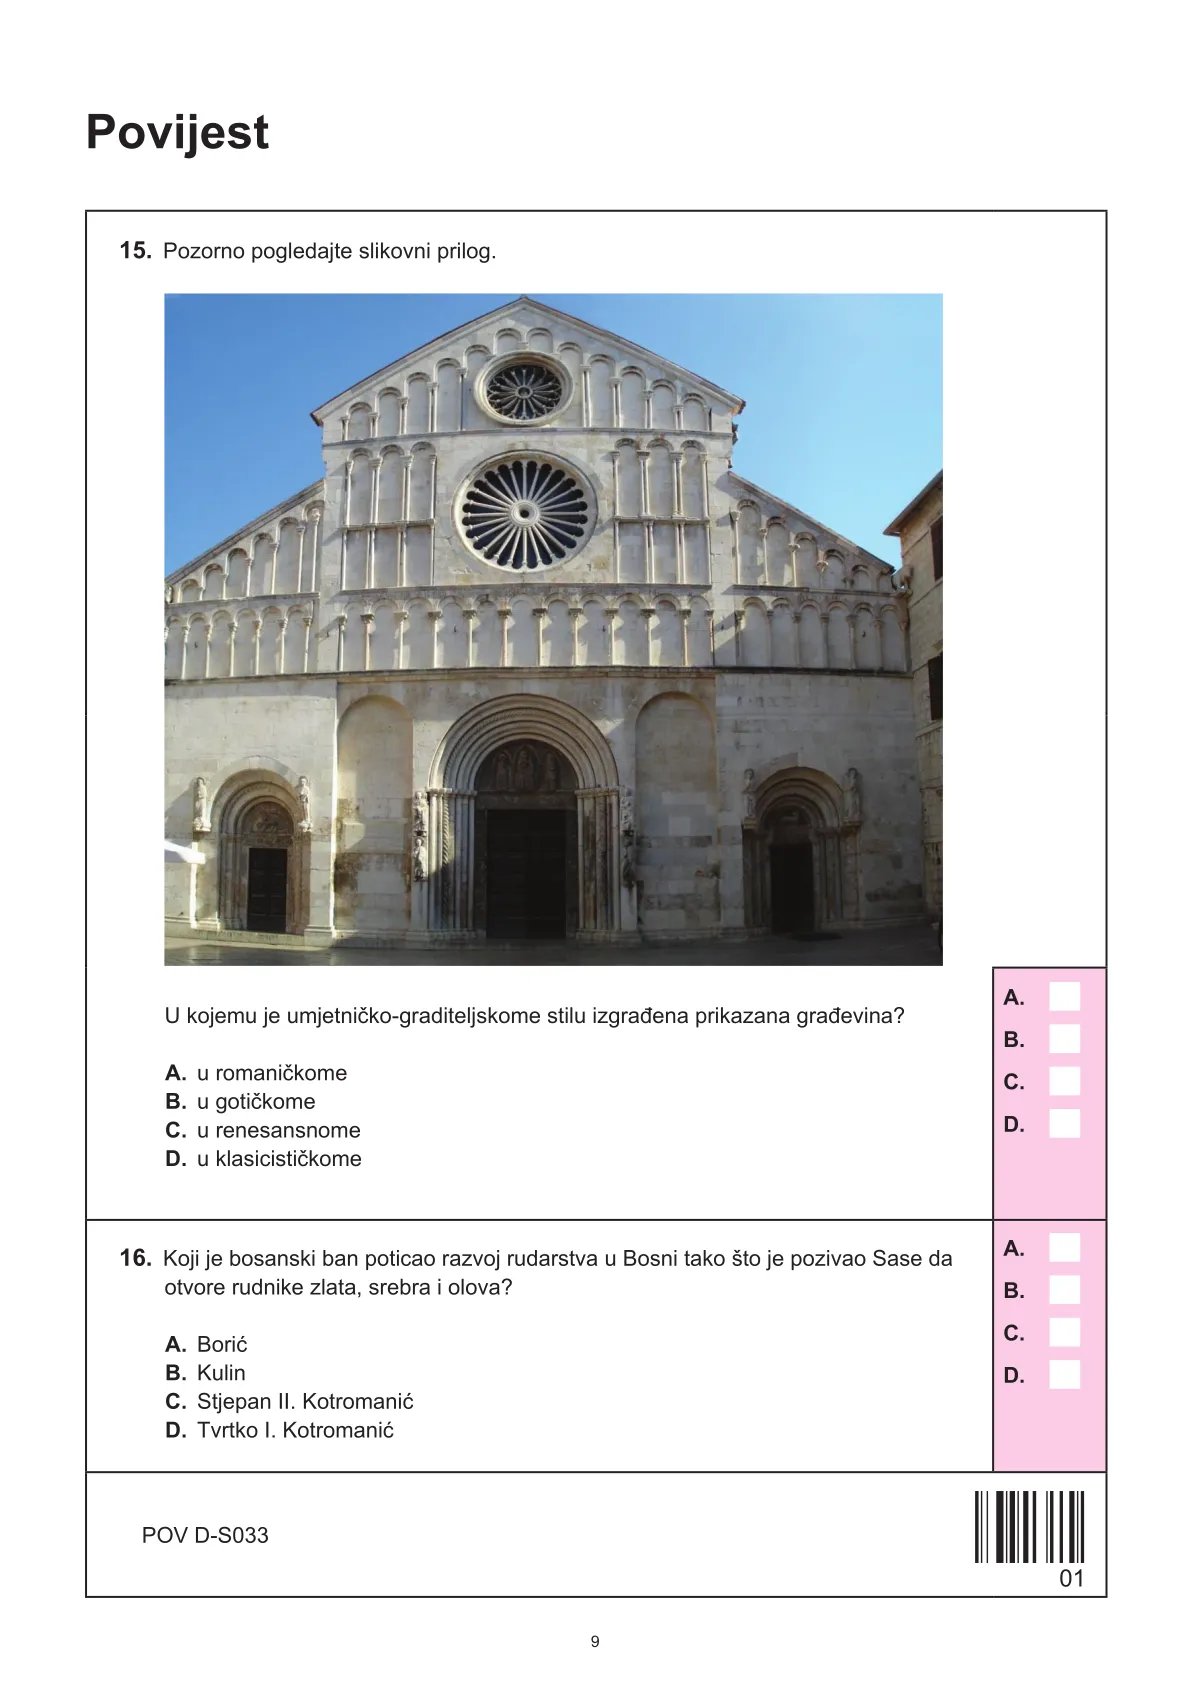 Povijest
15. Pozorno pogledajte slikovni prilog.
U kojemu je umjetničko-graditeljskome stilu izgrađena prikazana građevina?
A. u romaničkome
B. u gotičkome
C. u renesansnome
D. u klasicističkome
A.
B.
C.
D.
16. Koji je bosanski ban poticao razvoj rudarstva u Bosni tako što je pozivao Sase da
otvore rudnike zlata, srebra i olova?
A. Borić
B. Kulin
C. Stjepan II. Kotromanić
D. Tvrtko I. Kotromanić
A.
B.
C.
D.
POV D-S033
01
9